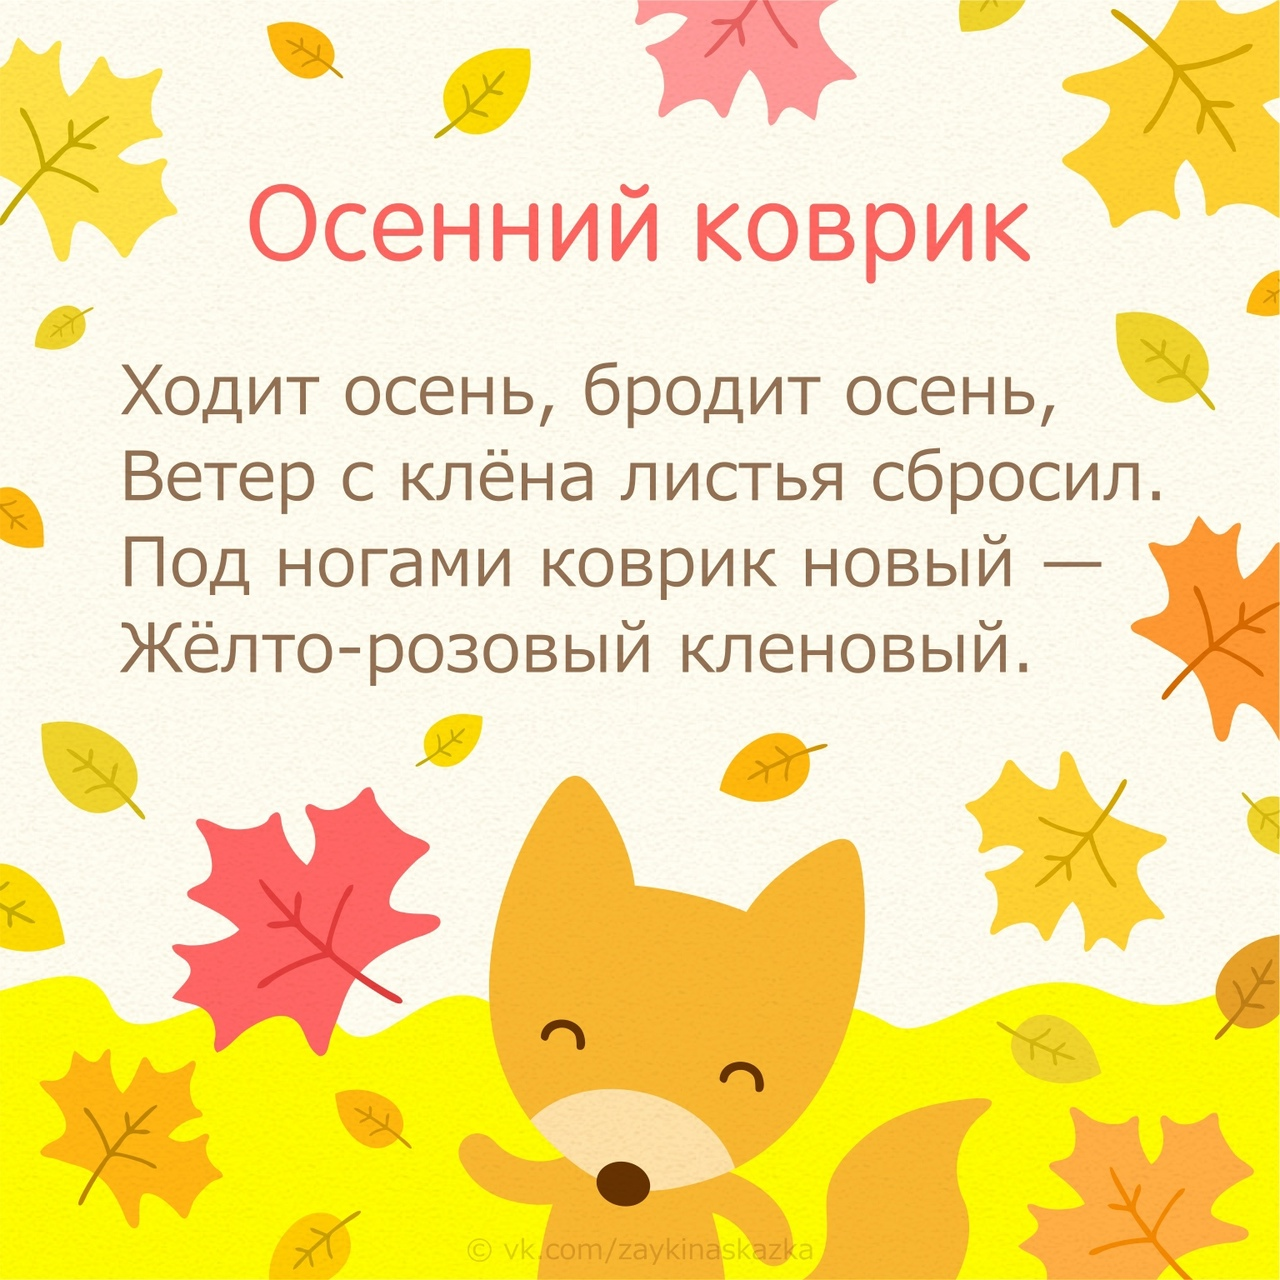 Осенний коврик
Ходит осень, бродит осень,
Ветер с клёна листья сбросил.
Под ногами коврик новый —
Жёлто-розовый кленовый.
© vk.com/zaykinaskazka